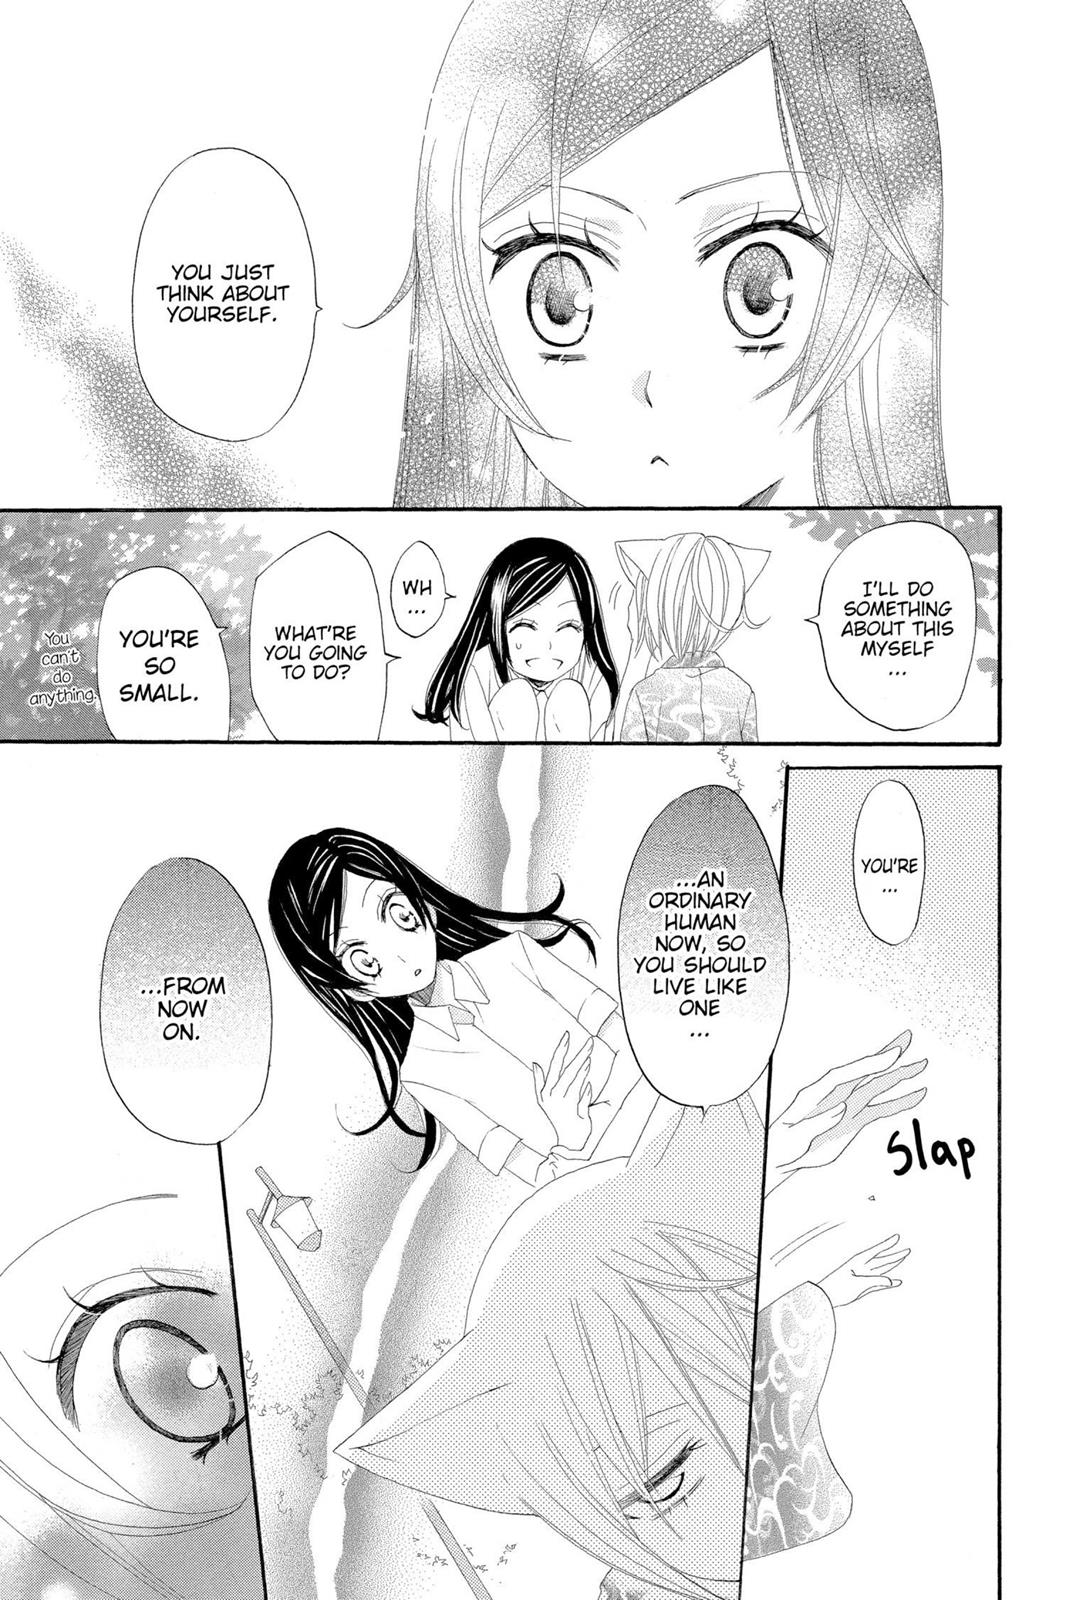 YOU JUST
THINK ABOUT
YOURSELF.
I'LL DO
SOMETHING
ABOUT THIS
MYSELF
...
WH
...
WHAT'RE
YOU GOING
TO DO?
YOU'RE
SO
SMALL.
You
can't
do
anything.
YOU'RE
...
Slap
...AN
ORDINARY
HUMAN
NOW, SO
YOU SHOULD
LIVE LIKE
ONE
...
...FROM
NOW
ON.